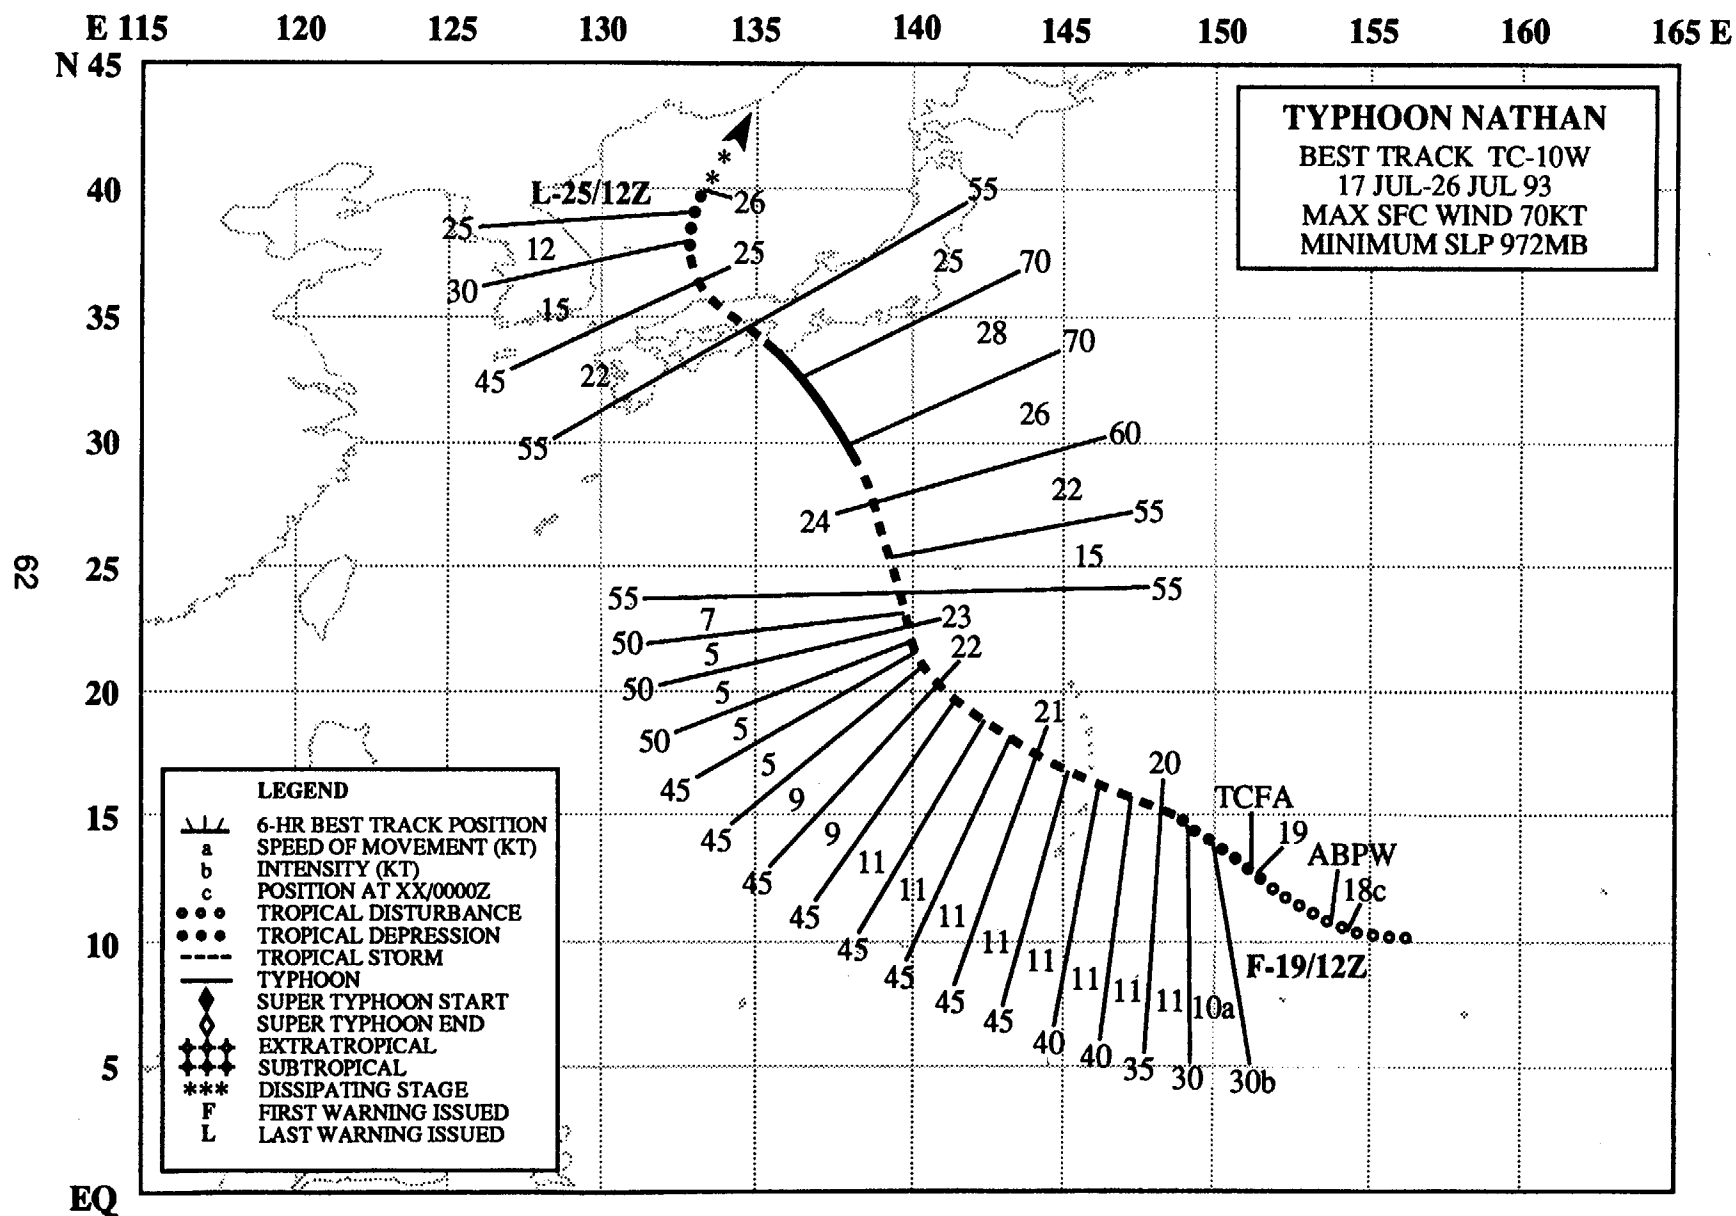 E 115 120 125 130 135 140 145 150 155 160 165 E
N 45
TYPHOON NATHAN
BEST TRACK TC-10W
17 JUL-26 JUL 93
MAX SFC WIND 70KT
MINIMUM SLP 972MB
40
L-25/12Z
26
55
25
12
25
25
70
30
15
35
28
70
45
22
26
30
55
60
24
22
55
62
25
15
55
55
7
23
50
5
22
50
5
20
50
5
21
5
45
20
9
TCFA
15
45
9
19
ABPW
45
11
18c
45
11
45
11
10
45
11
F-19/12Z
45
11
45
11
40
11
40
11
35
10a
30
30b
5
EQ
LEGEND
6-HR BEST TRACK POSITION
a SPEED OF MOVEMENT (KT)
b INTENSITY (KT)
c POSITION AT XX/0000Z
TROPICAL DISTURBANCE
TROPICAL DEPRESSION
TROPICAL STORM
TYPHOON
SUPER TYPHOON START
SUPER TYPHOON END
EXTRATROPICAL
SUBTROPICAL
*** DISSIPATING STAGE
F FIRST WARNING ISSUED
L LAST WARNING ISSUED